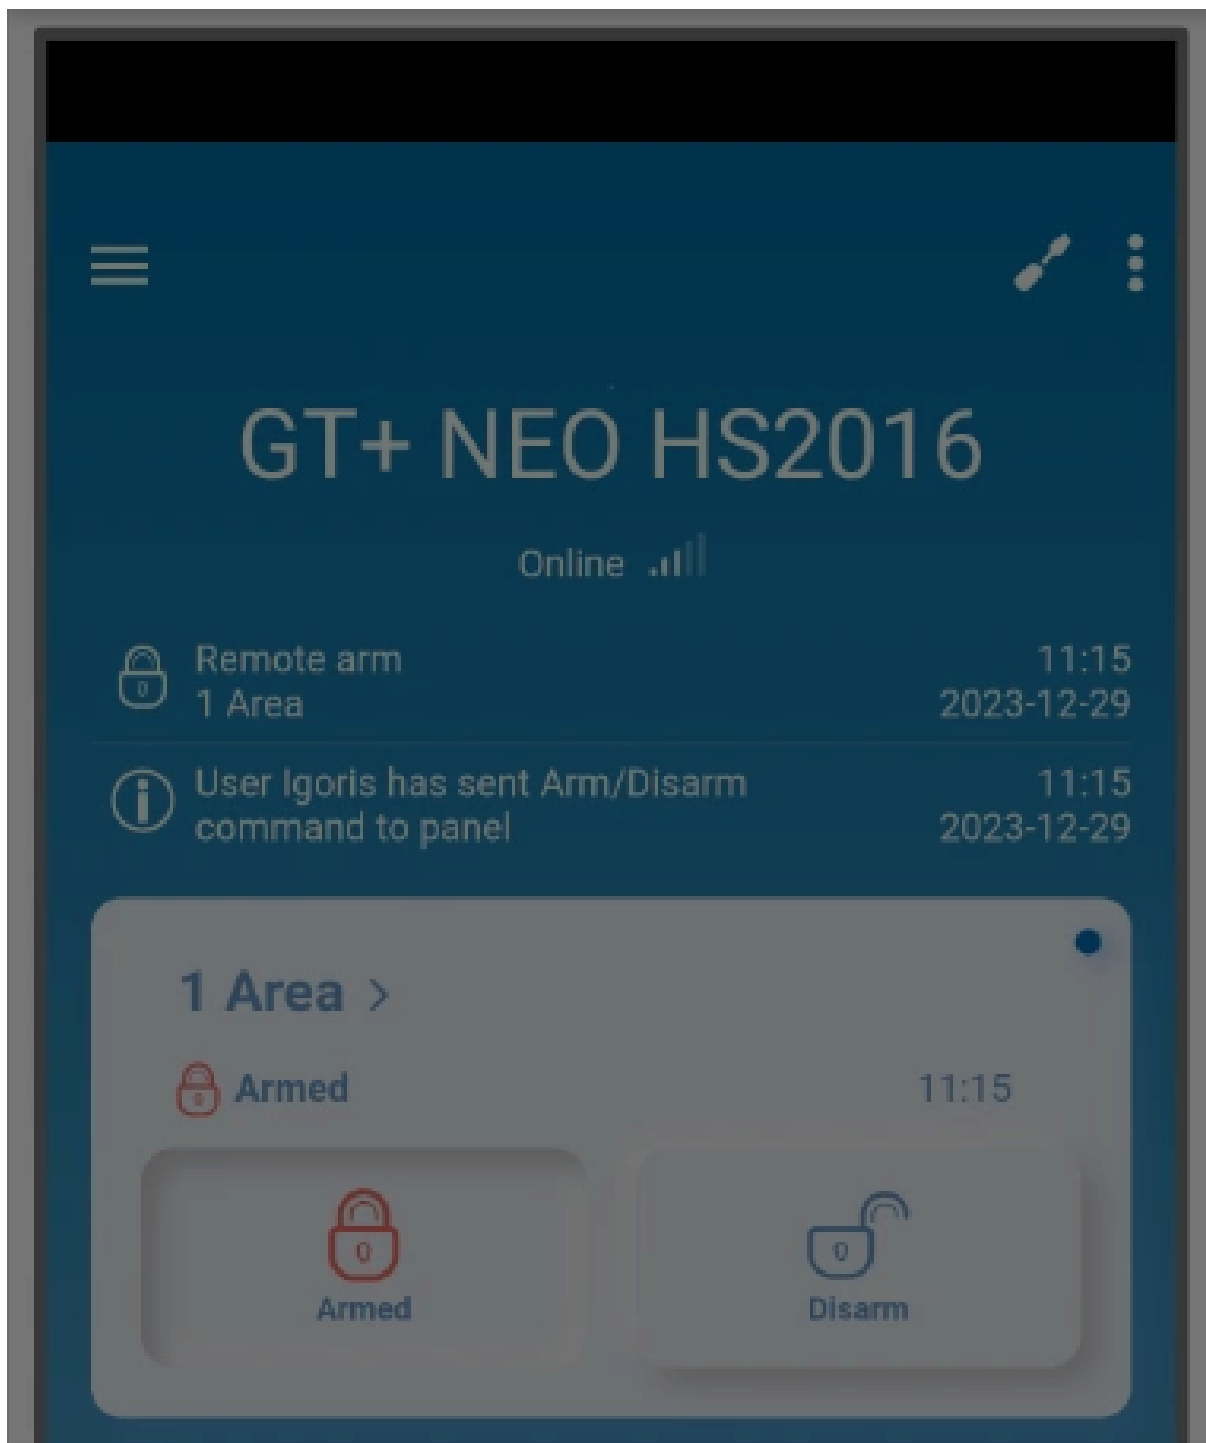 GT+ NEO HS2016
Online
Remote arm
11:15
1 Area
2023-12-29
User Igoris has sent Arm/Disarm
11:15
command to panel
2023-12-29
1 Area >
Armed
11:15
Armed
Disarm